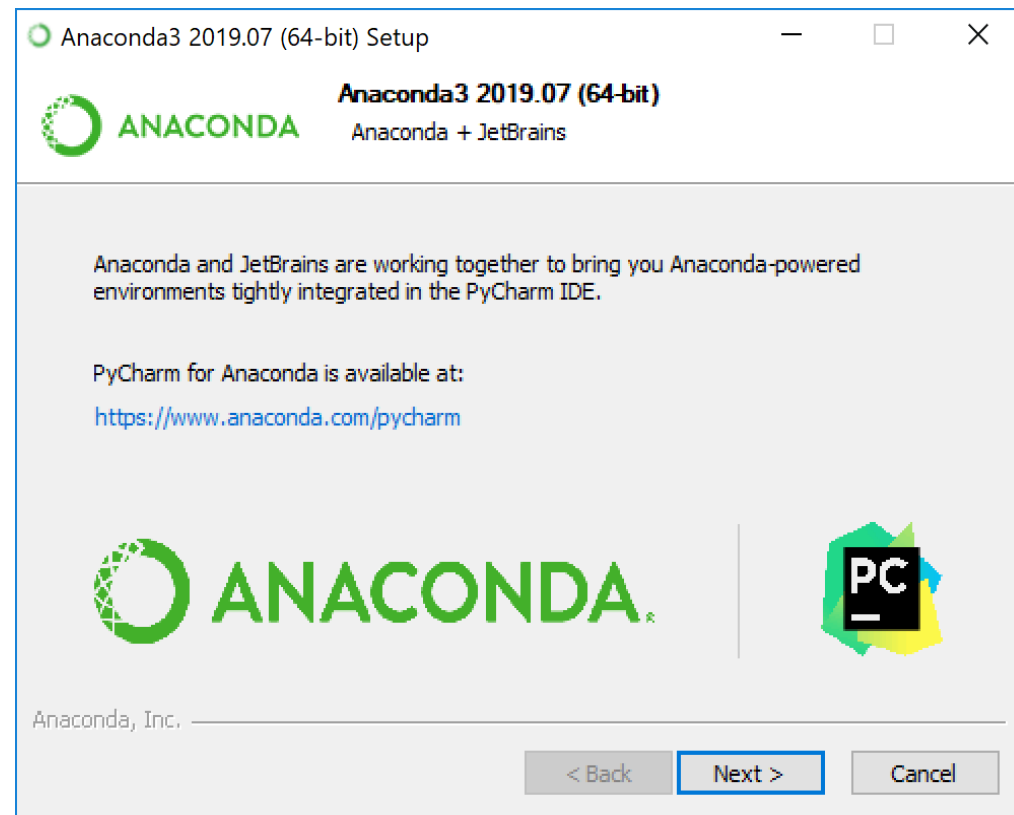 Anaconda3 2019.07 (64-bit) Setup
ANACONDA
Anaconda3 2019.07 (64-bit)
Anaconda + JetBrains
Anaconda and JetBrains are working together to bring you Anaconda-powered
environments tightly integrated in the PyCharm IDE.
PyCharm for Anaconda is available at:
https://www.anaconda.com/pycharm
ANACONDA®
PC
Anaconda, Inc.
< Back Next > Cancel